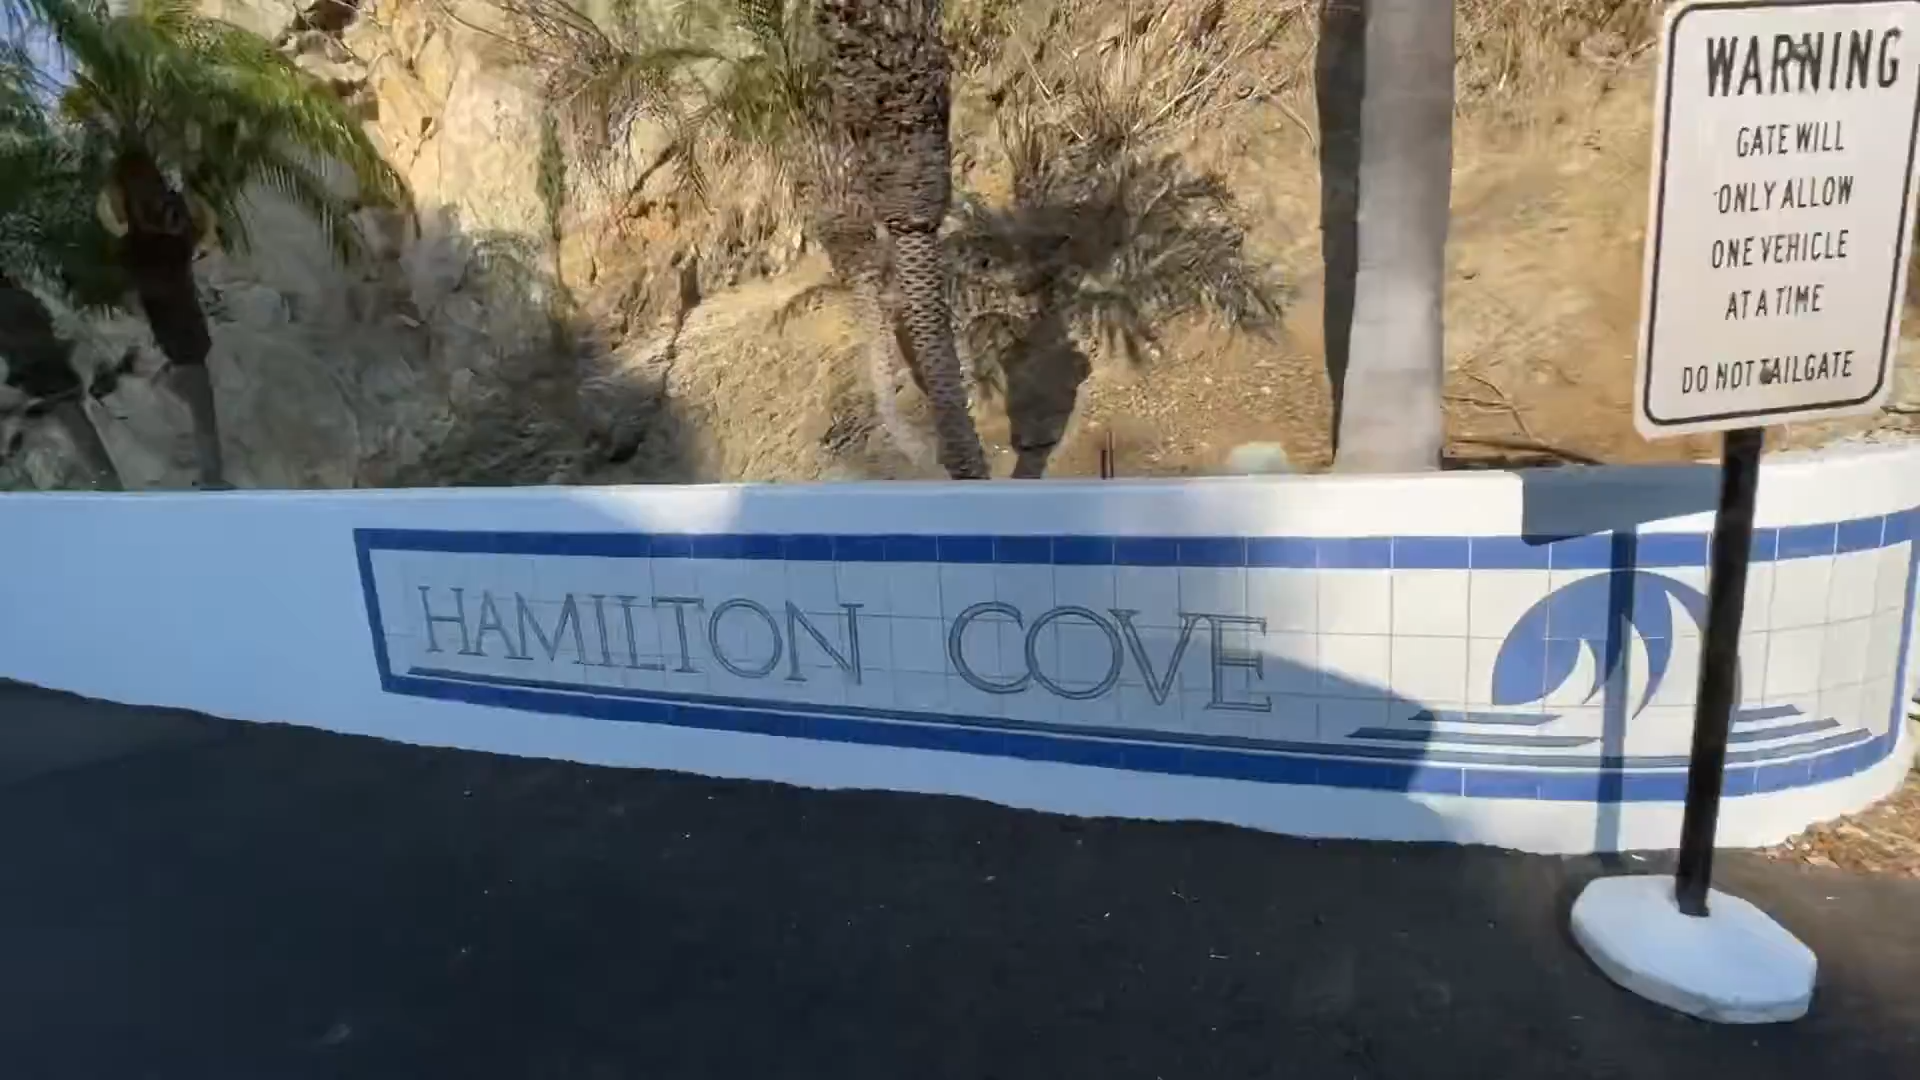 HAMILTON COVE
WARNING
GATE WILL
ONLY ALLOW
ONE VEHICLE
AT A TIME
DO NOT TAILGATE